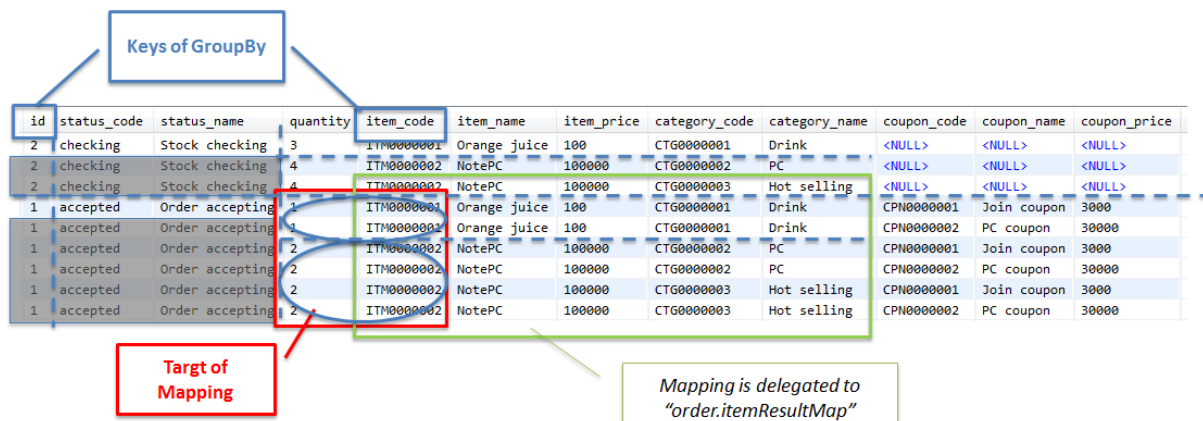 Keys of GroupBy
id status_code status_name quantity item_code item_name item_price category_code category_name coupon_code coupon_name coupon_price
2 checking Stock checking 3 ITM0000001 Orange juice 100 CTG0000001 Drink <NULL> <NULL> <NULL>
2 checking Stock checking 4 ITM0000002 NotePC 100000 CTG0000002 PC <NULL> <NULL> <NULL>
2 checking Stock checking 4 ITM0000002 NotePC 100000 CTG0000003 Hot selling <NULL> <NULL> <NULL>
1 accepted Order accepting 1 ITM0000001 Orange juice 100 CTG0000001 Drink CPN0000001 Join coupon 3000
1 accepted Order accepting 1 ITM0000001 Orange juice 100 CTG0000001 Drink CPN0000002 PC coupon 30000
1 accepted Order accepting 2 ITM0000002 NotePC 100000 CTG0000002 PC CPN0000001 Join coupon 3000
1 accepted Order accepting 2 ITM0000002 NotePC 100000 CTG0000002 PC CPN0000002 PC coupon 30000
1 accepted Order accepting 2 ITM0000002 NotePC 100000 CTG0000003 Hot selling CPN0000001 Join coupon 3000
1 accepted Order accepting 2 ITM0000002 NotePC 100000 CTG0000003 Hot selling CPN0000002 PC coupon 30000
Targt of
Mapping
Mapping is delegated to
“order.itemResultMap”